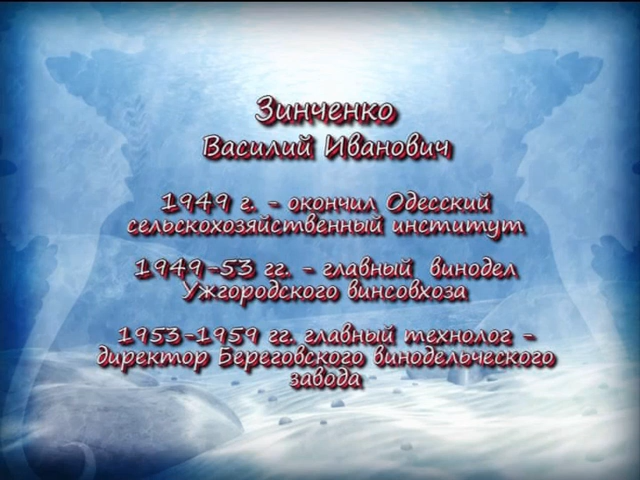 Зинченко
Василий Иванович
1949 г. - окончил Одесский
сельскохозяйственный институт
1949-53 гг. - главный винодел
Ужгородского винсовхоза
1953-1959 гг. главный технолог -
директор Береговского винодельческого
завода